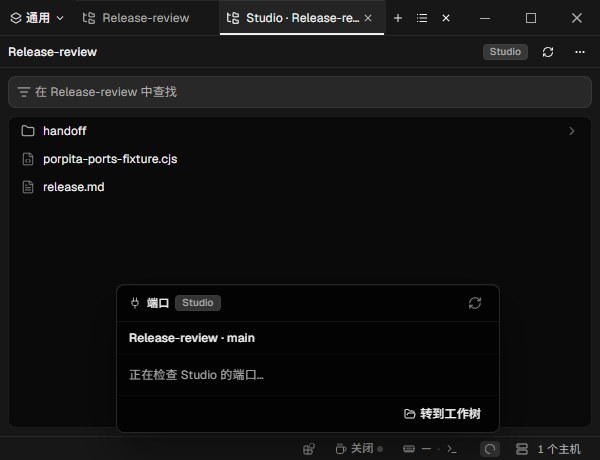 通用 Release-review Studio · Release-re...
Release-review Studio
在 Release-review 中查找
handoff
porpita-ports-fixture.cjs
release.md
端口 Studio
Release-review · main
正在检查 Studio 的端口...
转到工作树
关闭 1 个主机